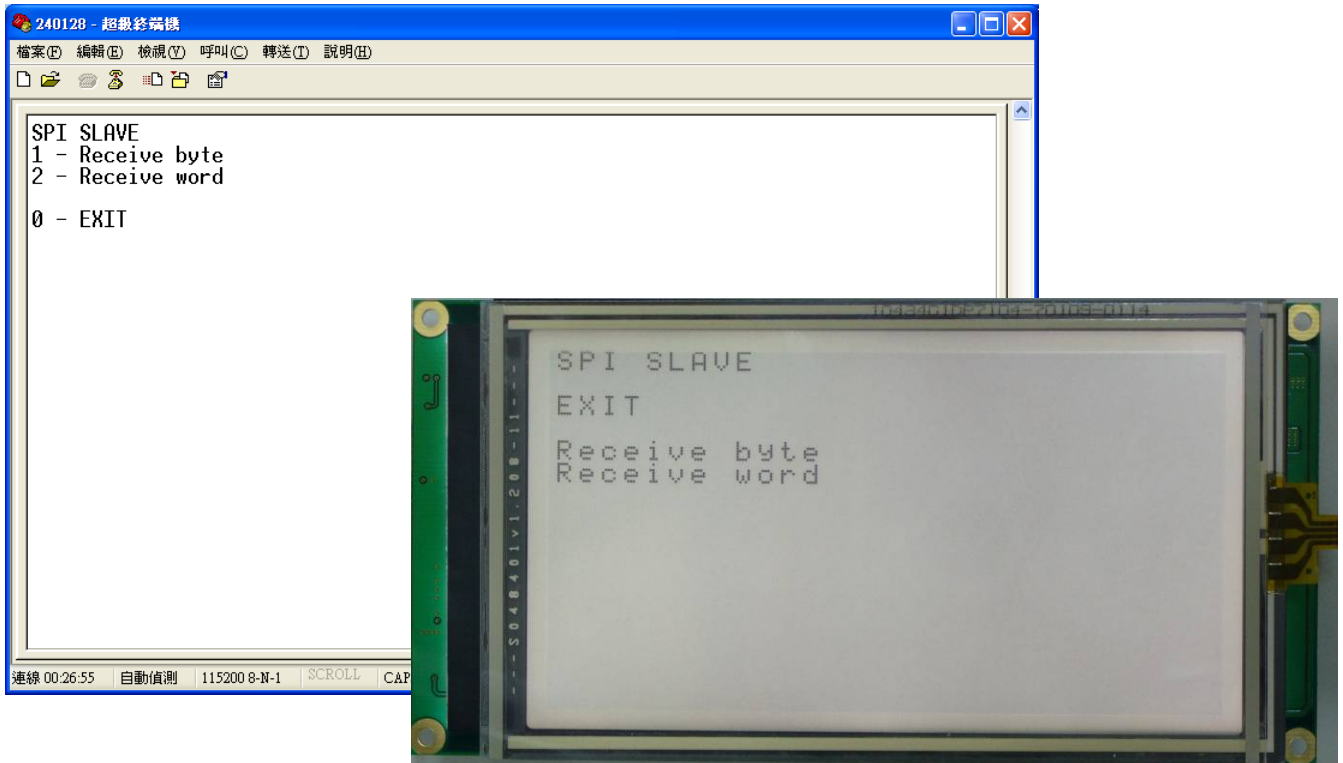 240128 - 超級終端機
檔案(F) 編輯(E) 檢視(V) 呼叫(C) 轉送(T) 說明(H)
SPI SLAVE
1 - Receive byte
2 - Receive word
0 - EXIT
連線 00:26:55 自動偵測 115200 8-N-1 SCROLL CAP
SPI SLAVE
EXIT
Receive byte
Receive word